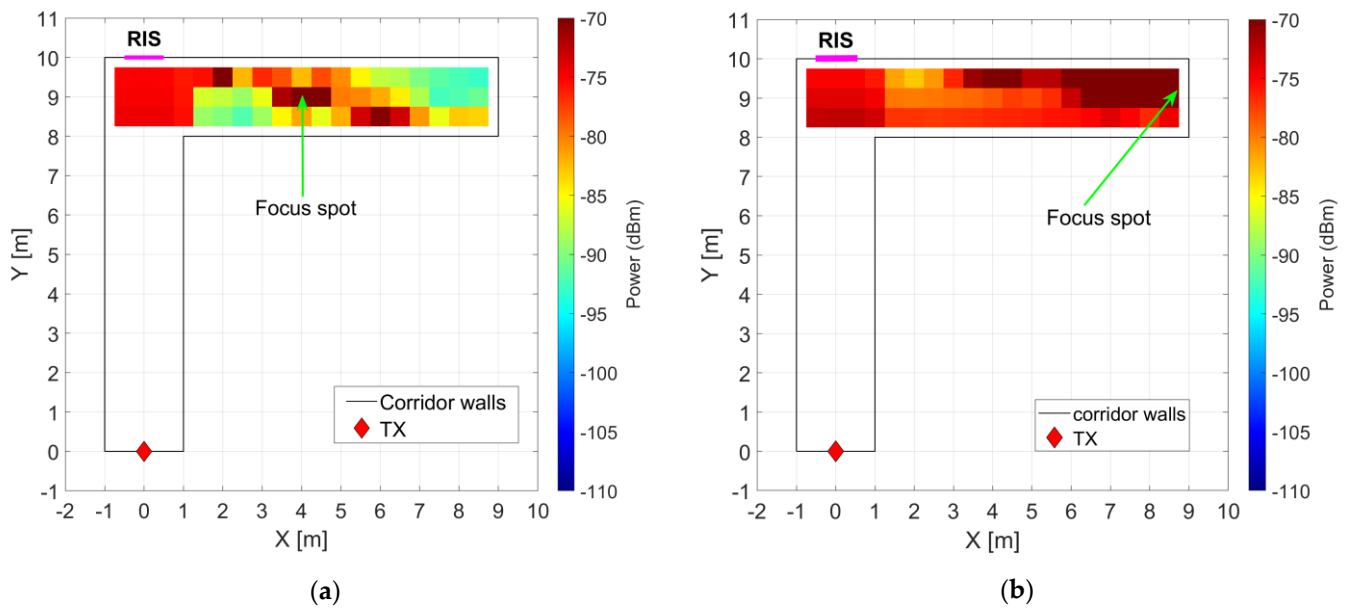 11
10
9
8
7
6
5
4
3
2
1
0
-1
Y [m]
RIS
Focus spot
Corridor walls
TX
-2 -1 0 1 2 3 4 5 6 7 8 9 10
X [m]
-70
-75
-80
-85
-90
-95
-100
-105
-110
Power (dBm)
(a)
11
10
9
8
7
6
5
4
3
2
1
0
-1
Y [m]
RIS
Focus spot
corridor walls
TX
-2 -1 0 1 2 3 4 5 6 7 8 9 10
X [m]
-70
-75
-80
-85
-90
-95
-100
-105
-110
Power (dBm)
(b)